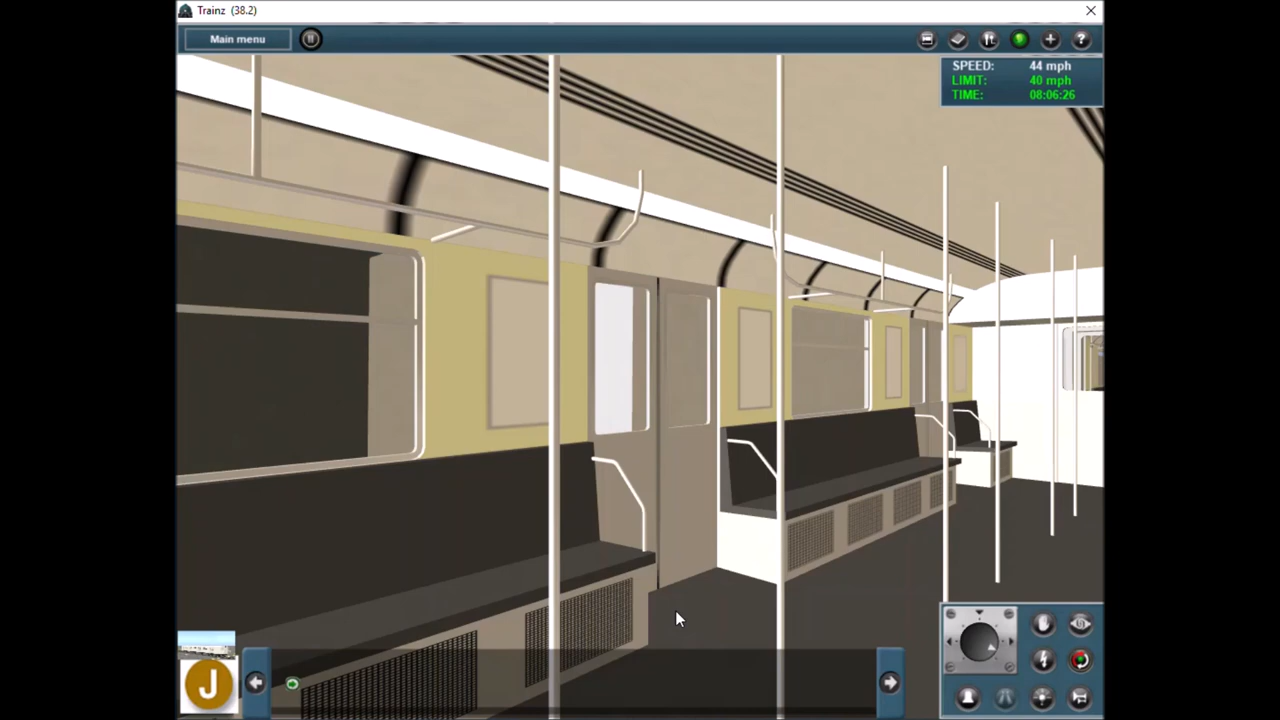 Trainz (38.2)
Main menu
SPEED: 44 mph
LIMIT: 40 mph
TIME: 08:06:26
J